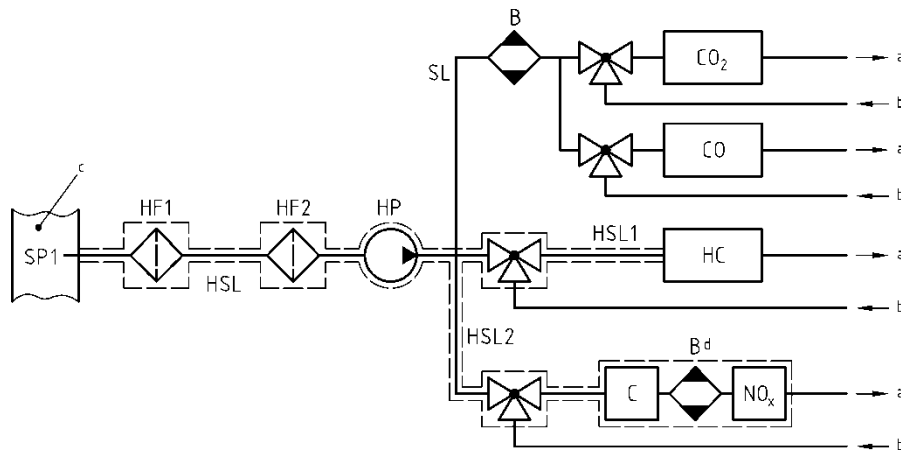 B
SL
CO₂
a
b
CO
a
b
c
SP1
HF1
HSL
HF2
HP
HSL1
HC
a
b
HSL2
Bᵈ
C
NOₓ
a
b